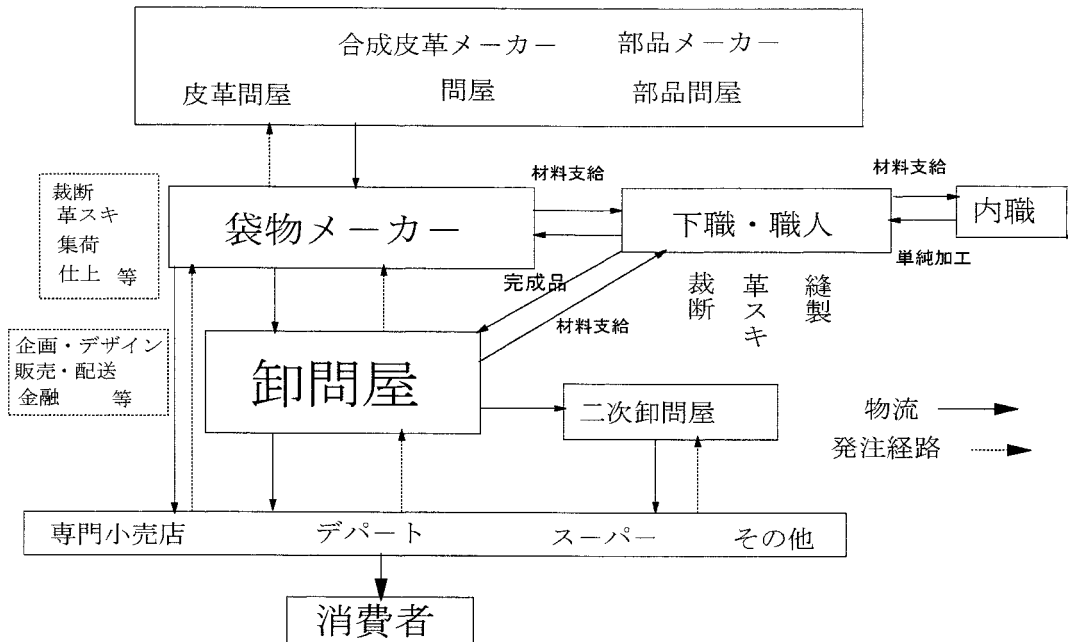 合成皮革メーカー 部品メーカー
皮革問屋 問屋 部品問屋
裁断
革スキ
集荷
仕上 等
袋物メーカー
材料支給
下職・職人
材料支給
内職
単純加工
完成品
材料支給
裁断
革スキ
縫製
企画・デザイン
販売・配送
金融 等
卸問屋
二次卸問屋
物流
発注経路
専門小売店 デパート スーパー その他
消費者